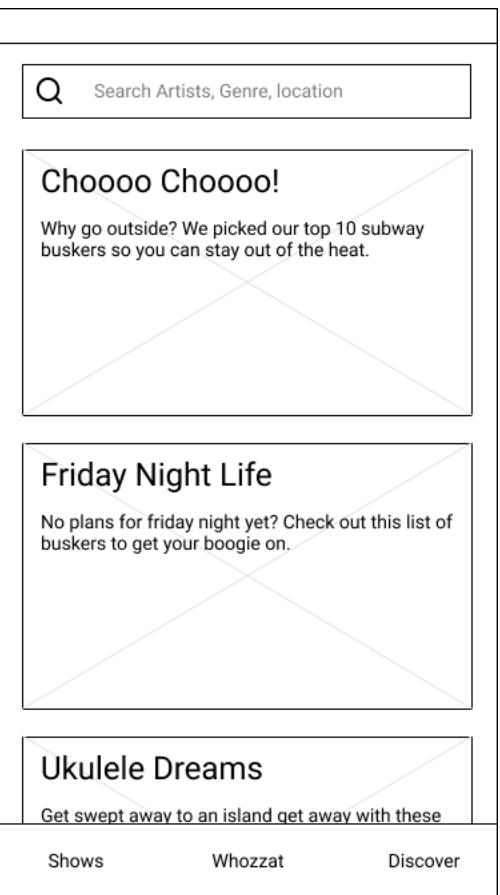 Search Artists, Genre, location
Choooo Choooo!
Why go outside? We picked our top 10 subway
buskers so you can stay out of the heat.
Friday Night Life
No plans for friday night yet? Check out this list of
buskers to get your boogie on.
Ukulele Dreams
Get swept away to an island get away with these
Shows
Whozzat
Discover